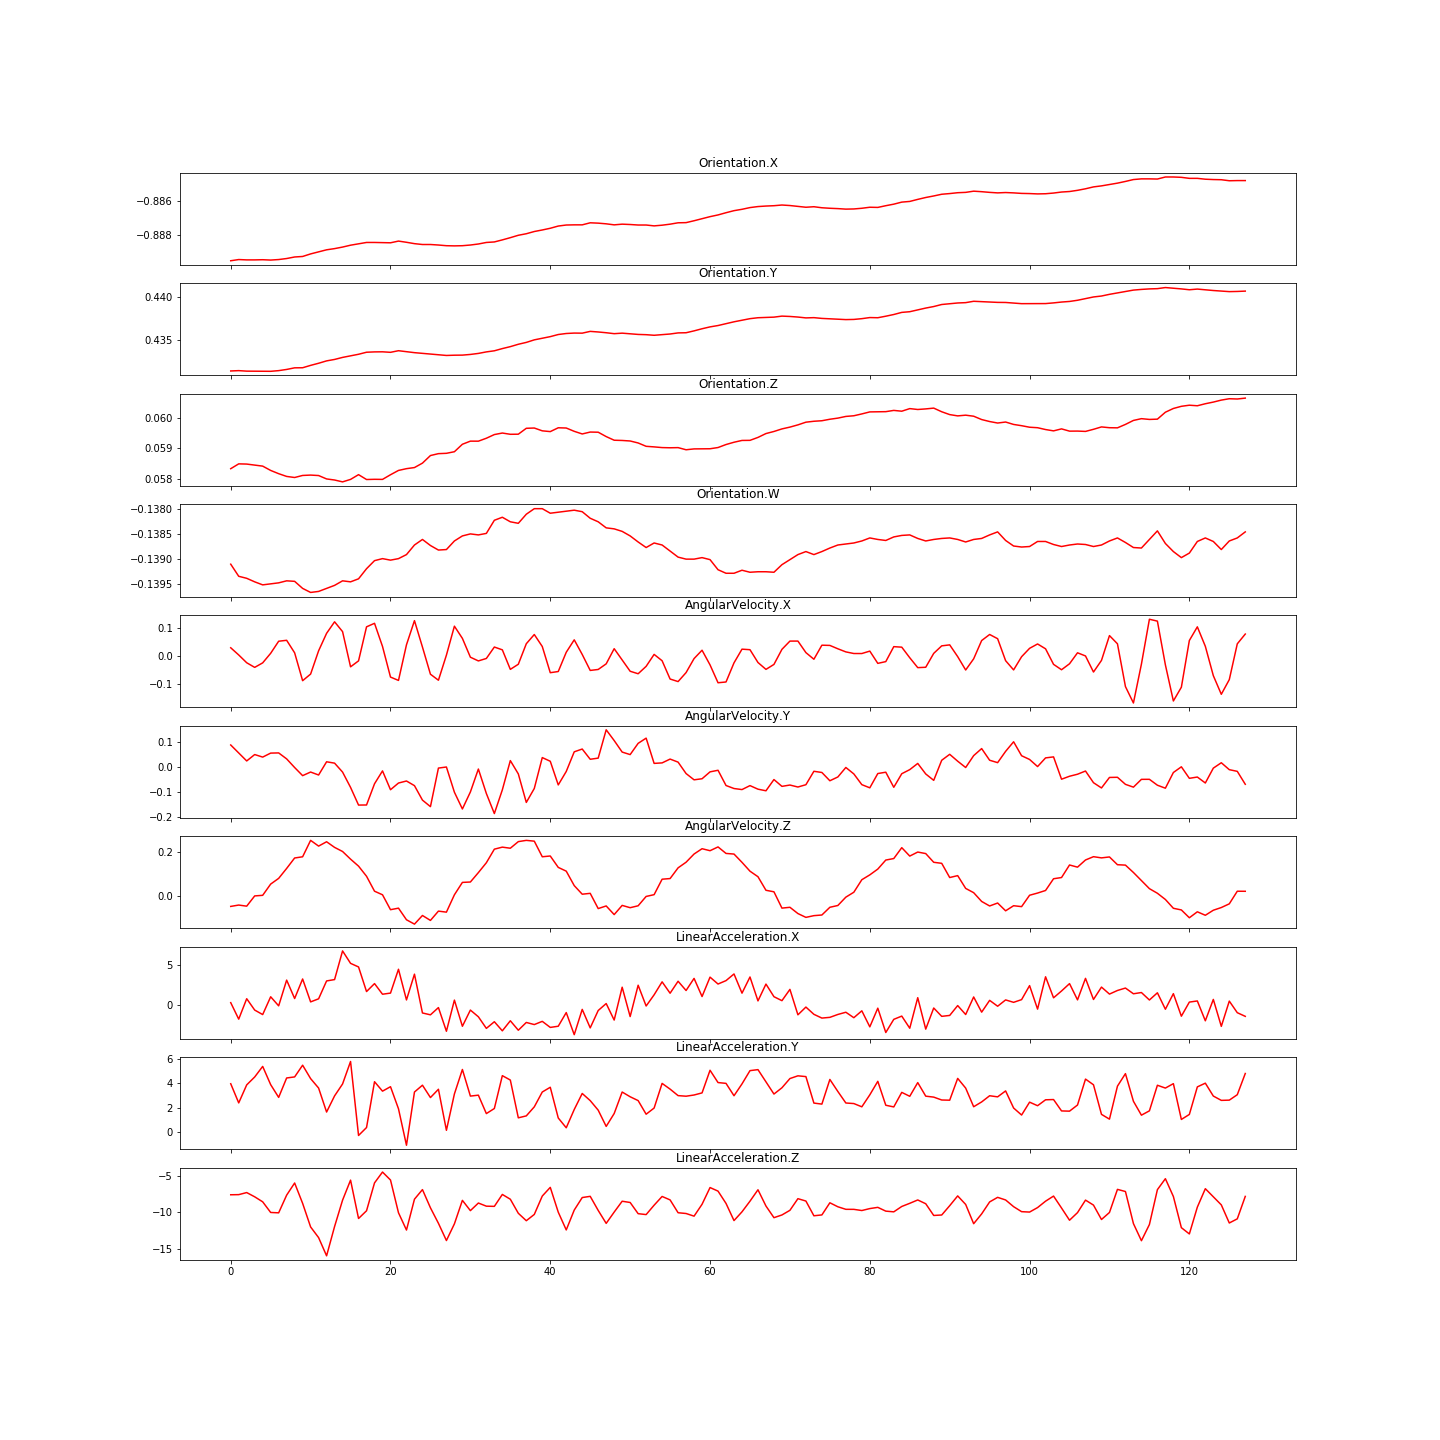 Orientation.X
−0.886
−0.888
Orientation.Y
0.440
0.435
Orientation.Z
0.060
0.059
0.058
Orientation.W
−0.1380
−0.1385
−0.1390
−0.1395
AngularVelocity.X
0.1
0.0
−0.1
AngularVelocity.Y
0.1
0.0
−0.1
−0.2
AngularVelocity.Z
0.2
0.0
LinearAcceleration.X
5
0
LinearAcceleration.Y
6
4
2
0
LinearAcceleration.Z
−5
−10
−15
0 20 40 60 80 100 120